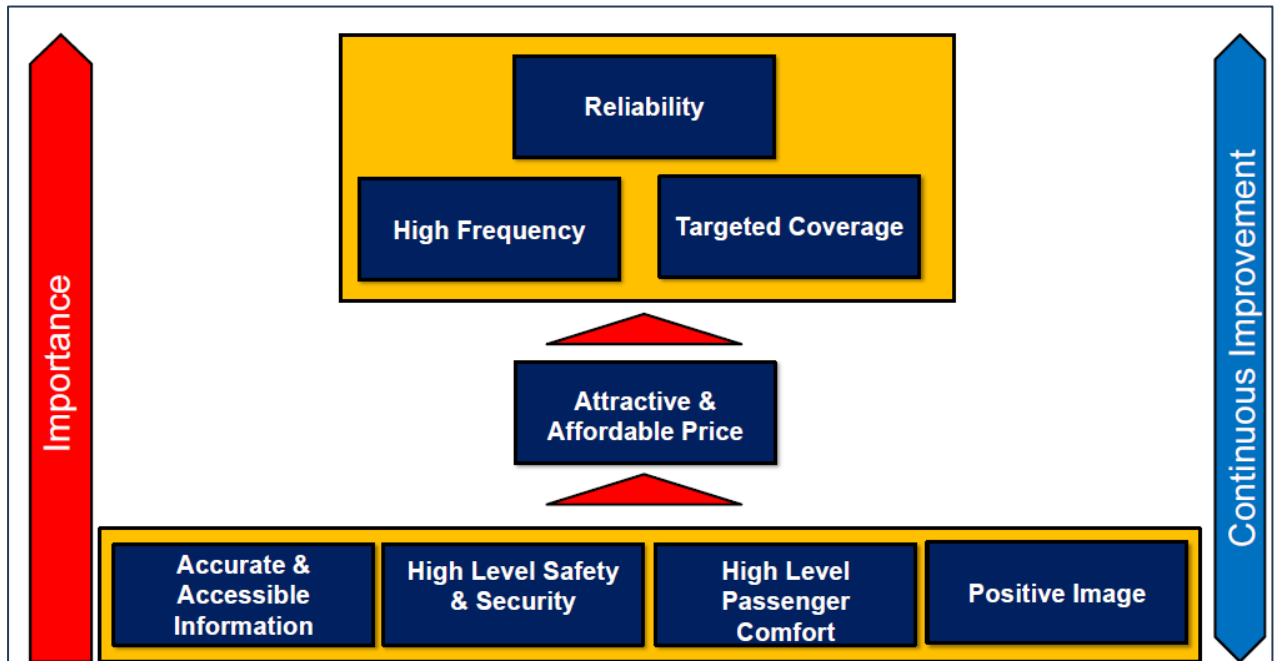 Reliability
High Frequency
Targeted Coverage
Importance
Continuous Improvement
Attractive &
Affordable Price
Accurate &
Accessible
Information
High Level Safety
& Security
High Level
Passenger
Comfort
Positive Image